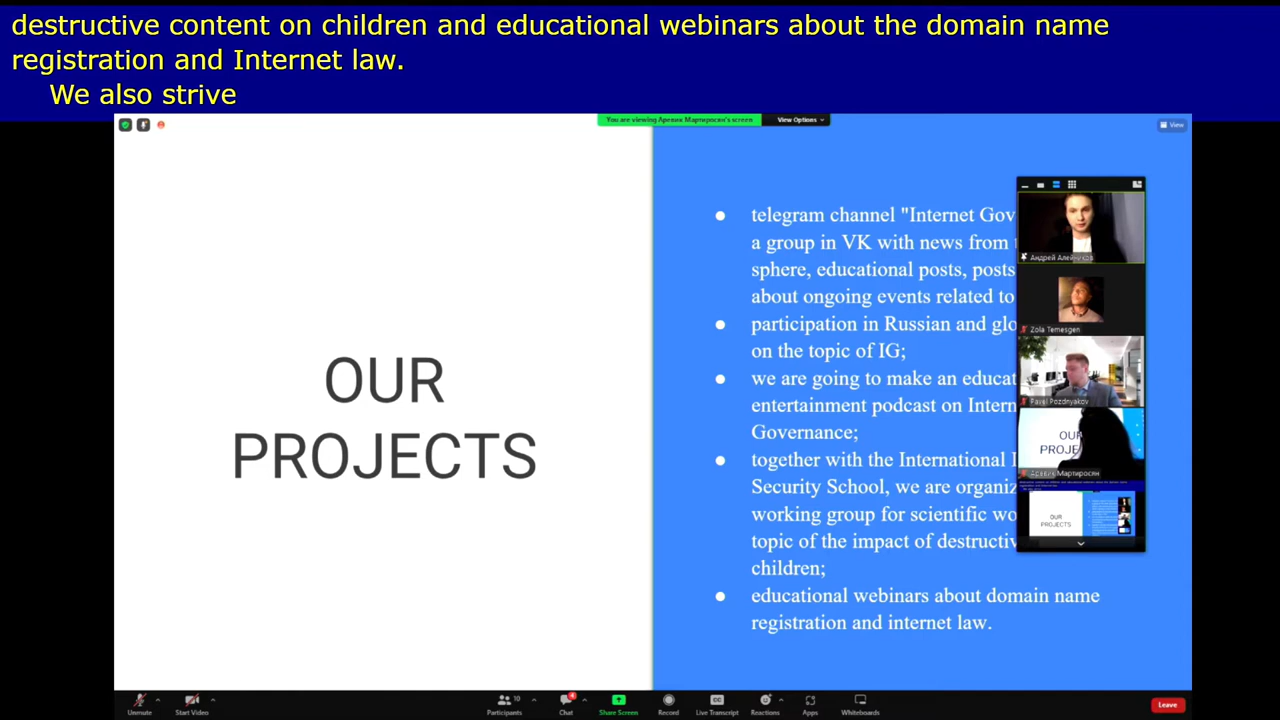 destructive content on children and educational webinars about the domain name
registration and Internet law.
We also strive
You are viewing Аревик Мартиросян's screen
View Options
View
OUR
PROJECTS
telegram channel "Internet Gov
a group in VK with news from
sphere, educational posts, posts
about ongoing events related to
participation in Russian and glo
on the topic of IG;
we are going to make an educat
entertainment podcast on Intern
Governance;
together with the International I
Security School, we are organiz
working group for scientific wo
topic of the impact of destructiv
children;
educational webinars about domain name
registration and internet law.
Андрей Алейников
Zola Temesgen
Pavel Pozdnyakov
OUR
PROJE
Аревик Мартиросян
OUR
PROJECTS
Unmute
Start Video
Participants
10
Chat
Share Screen
Record
CC
Live Transcript
Reactions
Apps
Whiteboards
Leave